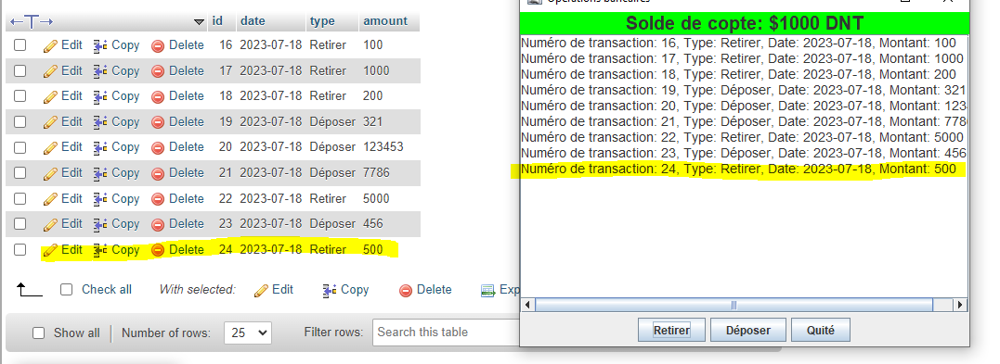 id date type amount
Edit Copy Delete 16 2023-07-18 Retirer 100
Edit Copy Delete 17 2023-07-18 Retirer 1000
Edit Copy Delete 18 2023-07-18 Retirer 200
Edit Copy Delete 19 2023-07-18 Déposer 321
Edit Copy Delete 20 2023-07-18 Déposer 123453
Edit Copy Delete 21 2023-07-18 Déposer 7786
Edit Copy Delete 22 2023-07-18 Retirer 5000
Edit Copy Delete 23 2023-07-18 Déposer 456
Edit Copy Delete 24 2023-07-18 Retirer 500
Check all With selected: Edit Copy Delete Exp
Show all Number of rows: 25 Filter rows: Search this table
Opérations bancaires
Solde de copte: $1000 DNT
Numéro de transaction: 16, Type: Retirer, Date: 2023-07-18, Montant: 100
Numéro de transaction: 17, Type: Retirer, Date: 2023-07-18, Montant: 1000
Numéro de transaction: 18, Type: Retirer, Date: 2023-07-18, Montant: 200
Numéro de transaction: 19, Type: Déposer, Date: 2023-07-18, Montant: 321
Numéro de transaction: 20, Type: Déposer, Date: 2023-07-18, Montant: 123
Numéro de transaction: 21, Type: Déposer, Date: 2023-07-18, Montant: 778
Numéro de transaction: 22, Type: Retirer, Date: 2023-07-18, Montant: 5000
Numéro de transaction: 23, Type: Déposer, Date: 2023-07-18, Montant: 456
Numéro de transaction: 24, Type: Retirer, Date: 2023-07-18, Montant: 500
Retirer Déposer Quité